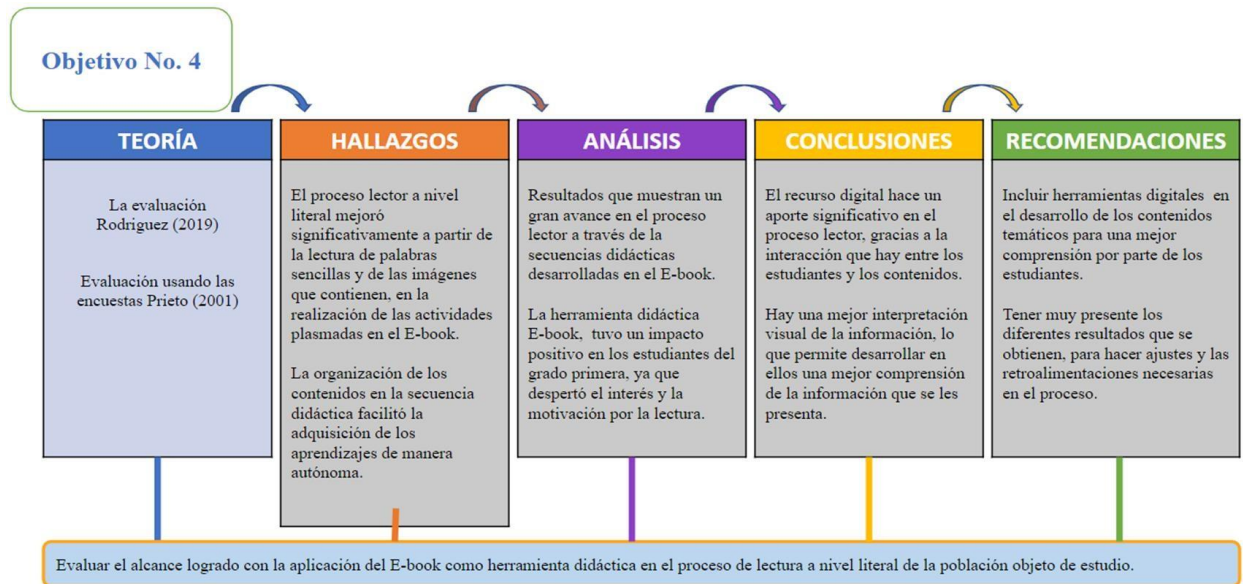 Objetivo No. 4
TEORÍA
La evaluación
Rodriguez (2019)
Evaluación usando las
encuestas Prieto (2001)
HALLAZGOS
El proceso lector a nivel
literal mejoró
significativamente a partir de
la lectura de palabras
sencillas y de las imágenes
que contienen, en la
realización de las actividades
plasmadas en el E-book.
La organización de los
contenidos en la secuencia
didáctica facilitó la
adquisición de los
aprendizajes de manera
autónoma.
ANÁLISIS
Resultados que muestran un
gran avance en el proceso
lector a través de la
secuencias didácticas
desarrolladas en el E-book.
La herramienta didáctica
E-book, tuvo un impacto
positivo en los estudiantes del
grado primera, ya que
despertó el interés y la
motivación por la lectura.
CONCLUSIONES
El recurso digital hace un
aporte significativo en el
proceso lector, gracias a la
interacción que hay entre los
estudiantes y los contenidos.
Hay una mejor interpretación
visual de la información, lo
que permite desarrollar en
ellos una mejor comprensión
de la información que se les
presenta.
RECOMENDACIONES
Incluir herramientas digitales en
el desarrollo de los contenidos
temáticos para una mejor
comprensión por parte de los
estudiantes.
Tener muy presente los
diferentes resultados que se
obtienen, para hacer ajustes y las
retroalimentaciones necesarias
en el proceso.
Evaluar el alcance logrado con la aplicación del E-book como herramienta didáctica en el proceso de lectura a nivel literal de la población objeto de estudio.